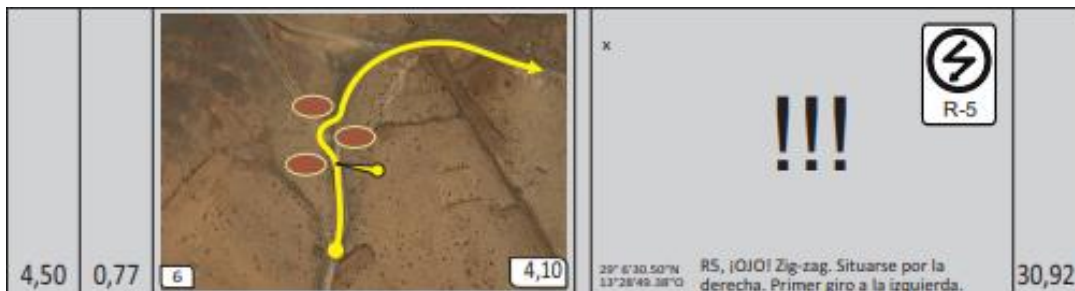 x
R-5
!!!
4,50
0,77
6
4,10
29° 6'30.50"N
13°28'49.38"O
R5, ¡OJO! Zig-zag. Situarse por la
derecha. Primer giro a la izquierda.
30,92